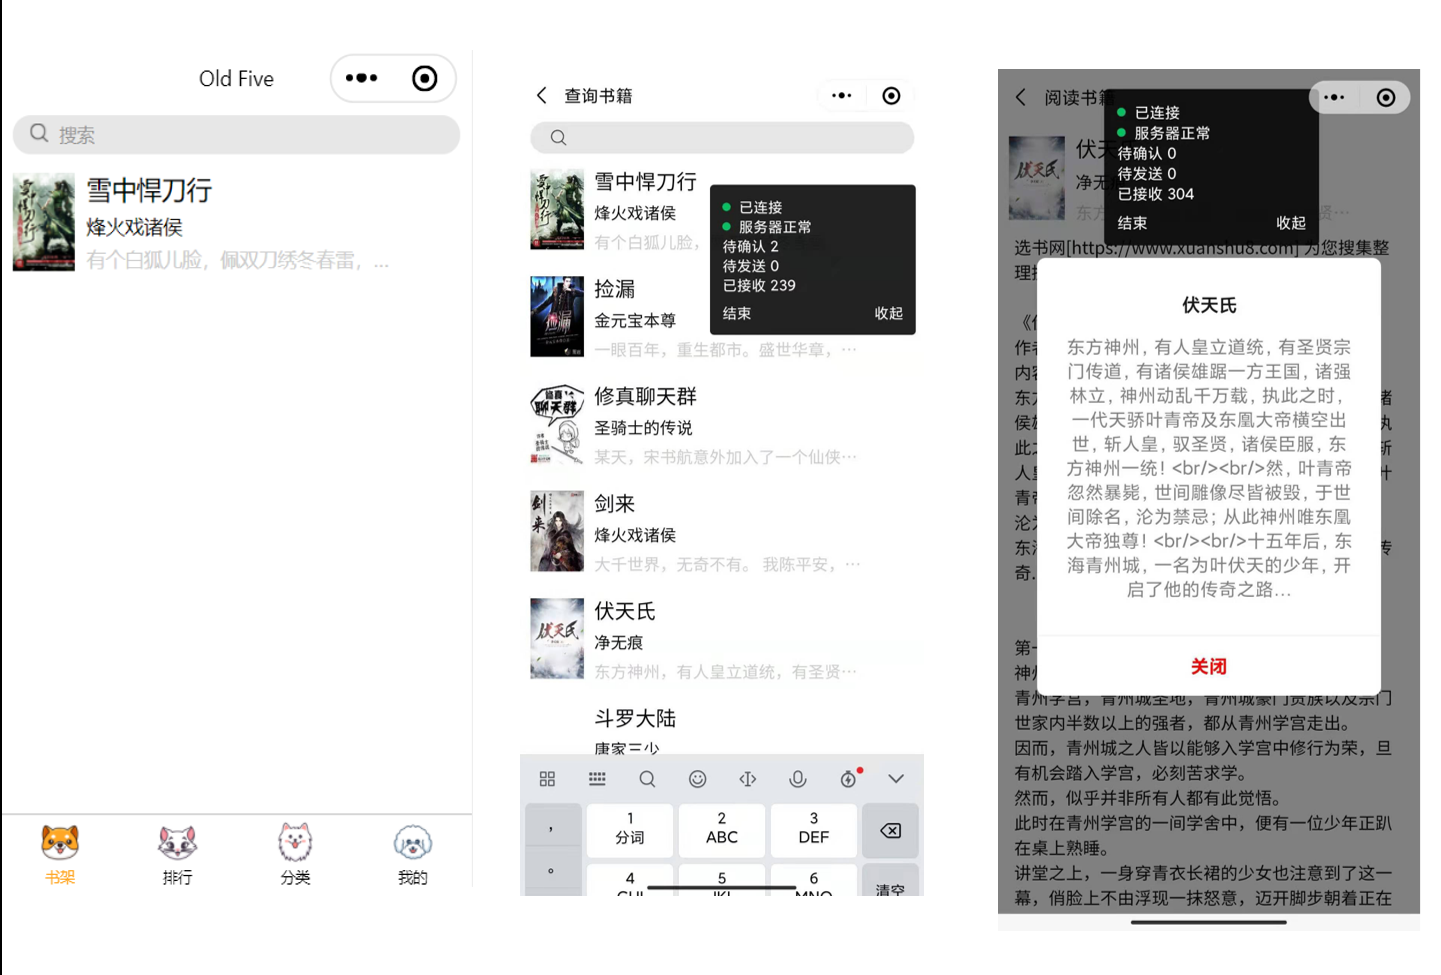 Old Five
搜索
雪中悍刀行
烽火戏诸侯
有个白狐儿脸，佩双刀绣冬春雷，...
书架
排行
分类
我的
查询书籍
雪中悍刀行
烽火戏诸侯
有个白狐儿脸，
已连接
服务器正常
待确认 2
待发送 0
已接收 239
结束
收起
捡漏
金元宝本尊
一眼百年，重生都市。盛世华章，…
修真聊天群
圣骑士的传说
某天，宋书航意外加入了一个仙侠…
剑来
烽火戏诸侯
大千世界，无奇不有。 我陈平安，…
伏天氏
净无痕
东方神州，有人皇立道统，有圣贤…
斗罗大陆
唐家三少
，
1
分词
2
ABC
3
DEF
。
4
GHI
5
JKL
6
MNO
清空
阅读书籍
已连接
服务器正常
待确认 0
待发送 0
已接收 304
结束
收起
伏天
净无
东方
选书网[https://www.xuanshu8.com] 为您搜集整
伏天氏
东方神州, 有人皇立道统, 有圣贤宗
门传道, 有诸侯雄踞一方王国, 诸强
林立, 神州动乱千万载, 执此之时,
一代天骄叶青帝及东凰大帝横空出
世, 斩人皇, 驭圣贤, 诸侯臣服, 东
方神州一统! <br/><br/>然, 叶青帝
忽然暴毙, 世间雕像尽皆被毁, 于世
间除名, 沦为禁忌; 从此神州唯东凰
大帝独尊! <br/><br/>十五年后, 东
海青州城, 一名为叶伏天的少年, 开
启了他的传奇之路...
关闭
青州学宫，青州城圣地，青州城豪门贵族以及宗门
世家内半数以上的强者，都从青州学宫走出。
因而，青州城之人皆以能够入学宫中修行为荣，旦
有机会踏入学宫，必刻苦求学。
然而，似乎并非所有人都有此觉悟。
此时在青州学宫的一间学舍中，便有一位少年正趴
在桌上熟睡。
讲堂之上，一身穿青衣长裙的少女也注意到了这一
幕，俏脸上不由浮现一抹怒意，迈开脚步朝着正在